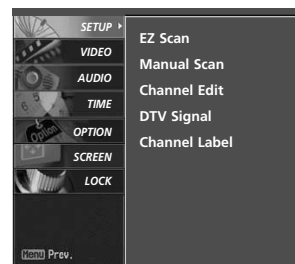 SETUP
VIDEO
AUDIO
TIME
OPTION
SCREEN
LOCK
Menu Prev.
EZ Scan
Manual Scan
Channel Edit
DTV Signal
Channel Label